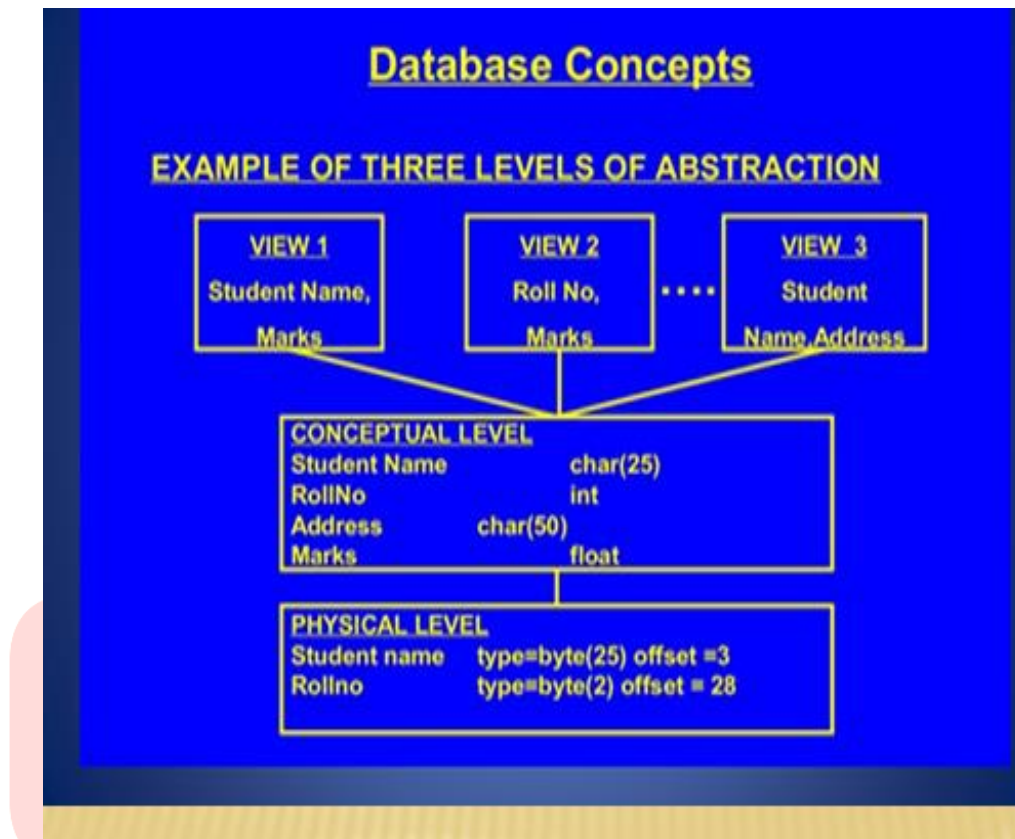 Database Concepts
EXAMPLE OF THREE LEVELS OF ABSTRACTION
VIEW 1
Student Name,
Marks
VIEW 2
Roll No,
Marks
....
VIEW 3
Student
Name,Address
CONCEPTUAL LEVEL
Student Name char(25)
RollNo int
Address char(50)
Marks float
PHYSICAL LEVEL
Student name type=byte(25) offset =3
Rollno type=byte(2) offset = 28